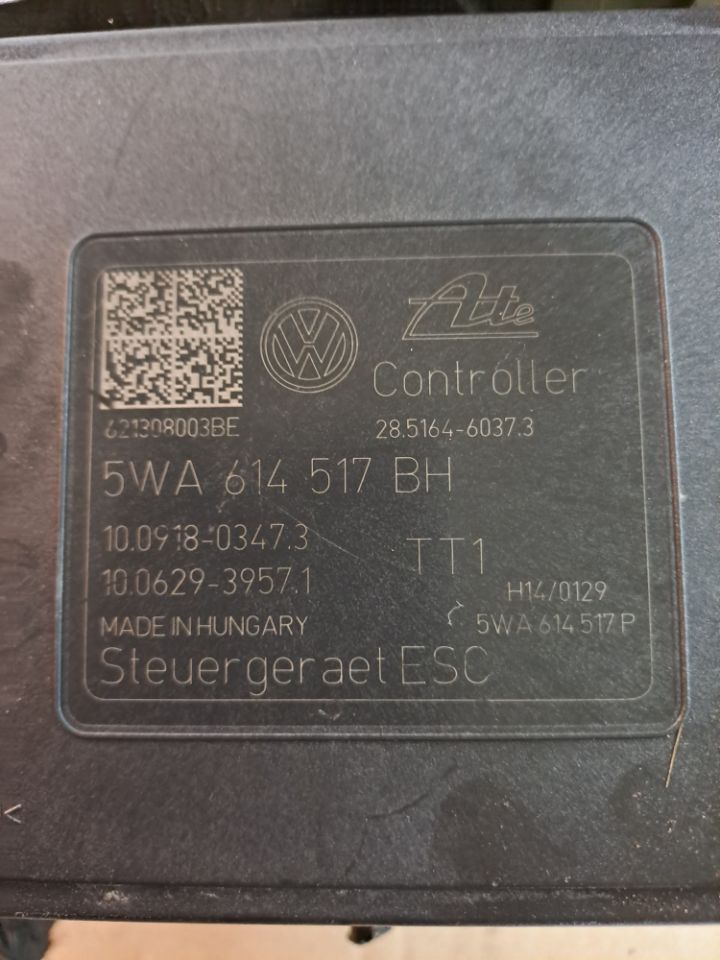 VW
Ate
Controller
621308003BE
28.5164-6037.3
5WA 614 517 BH
10.0918-0347.3
TT1
10.0629-3957.1
H14/0129
MADE IN HUNGARY
5WA 614 517 P
Steuergeraet ESC